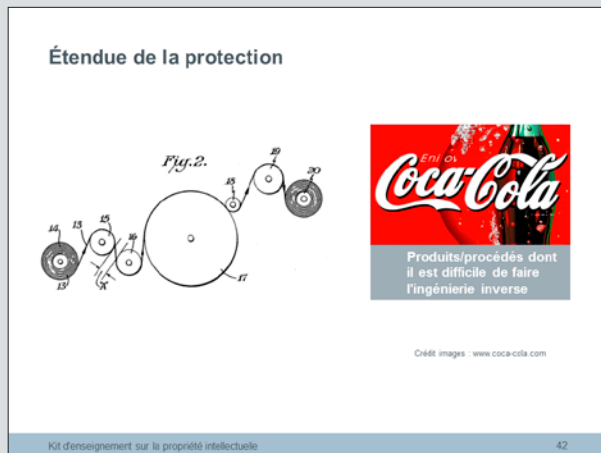 Étendue de la protection
Fig.2.
19
20
18
14
13
15
16
13
17
Enjoy
Coca-Cola
Produits/procédés dont
il est difficile de faire
l'ingénierie inverse
Crédit images : www.coca-cola.com
Kit d'enseignement sur la propriété intellectuelle
42